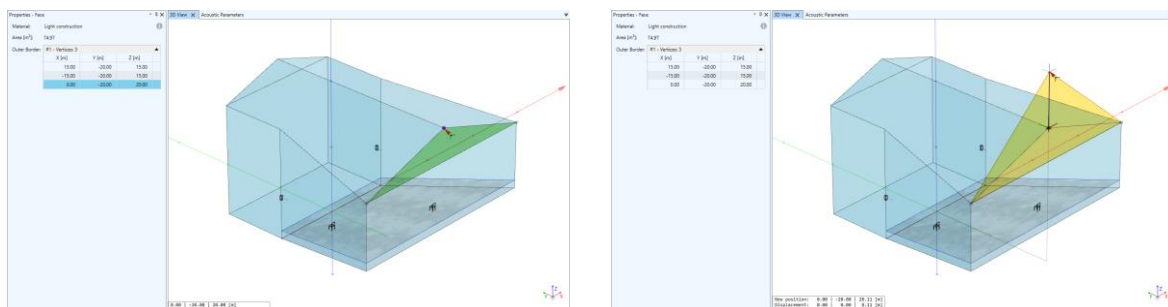 Properties - Face
Material: Light construction
Area [m²]: 74.97
Outer Border: #1 - Vertices: 3
X [m] Y [m] Z [m]
15.00 -20.00 15.00
-15.00 -20.00 15.00
0.00 -20.00 20.00
3D View Acoustic Parameters
0.00 | -20.00 | 20.00 [m]
Properties - Face
Material: Light construction
Area [m²]: 74.97
Outer Border: #1 - Vertices: 3
X [m] Y [m] Z [m]
15.00 -20.00 15.00
-15.00 -20.00 15.00
0.00 -20.00 20.00
3D View Acoustic Parameters
New position: 0.00 | -20.00 | 28.11 [m]
Displacement: 0.00 | 0.00 | 8.11 [m]